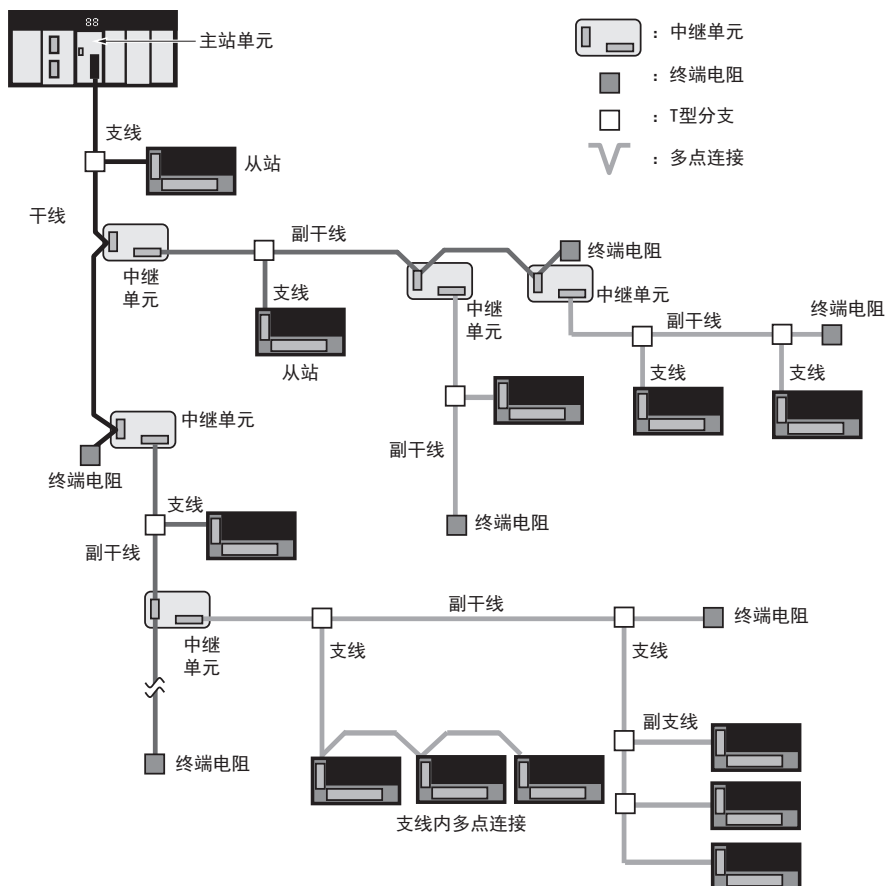 88
主站单元
：中继单元
：终端电阻
：T型分支
：多点连接
支线
从站
干线
中继
单元
副干线
支线
从站
终端电阻
中继
单元
中继单元
终端电阻
副干线
支线
支线
中继单元
副干线
终端电阻
终端电阻
支线
副干线
中继
单元
副干线
终端电阻
支线
支线
副支线
终端电阻
支线内多点连接